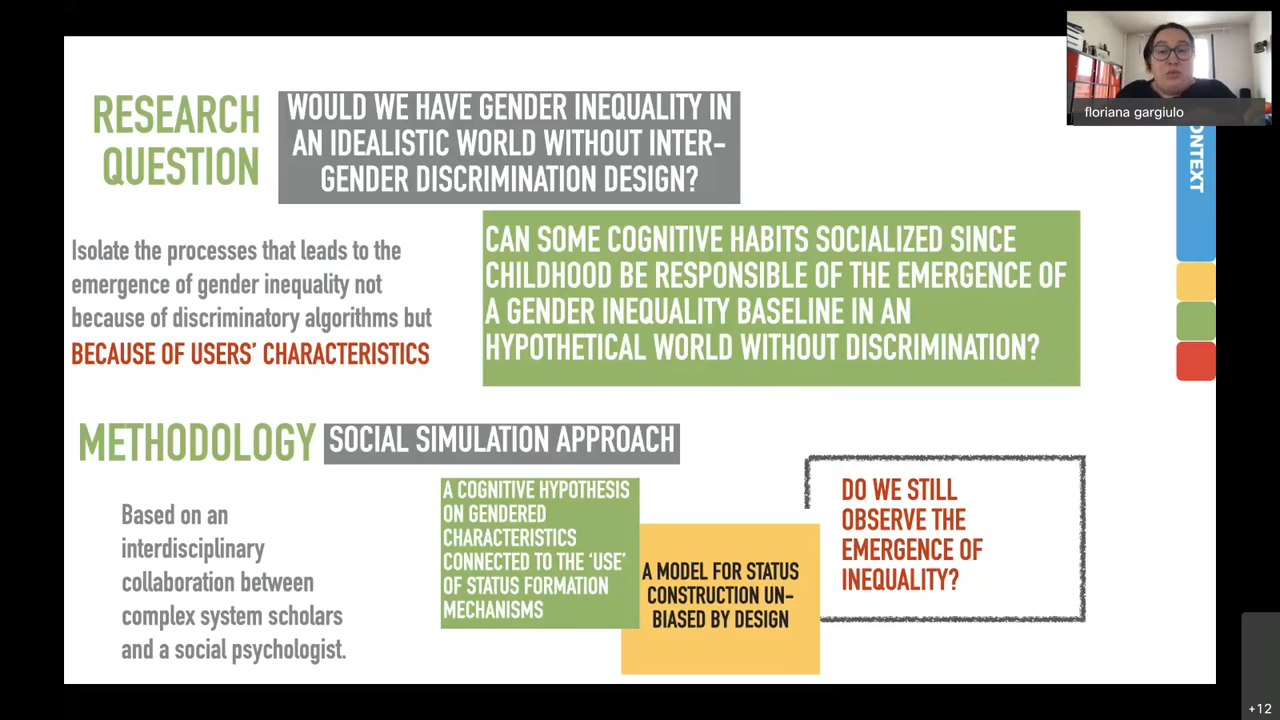 RESEARCH
QUESTION
WOULD WE HAVE GENDER INEQUALITY IN
AN IDEALISTIC WORLD WITHOUT INTER-
GENDER DISCRIMINATION DESIGN?
floriana gargiulo
ONTEXT
Isolate the processes that leads to the
emergence of gender inequality not
because of discriminatory algorithms but
BECAUSE OF USERS' CHARACTERISTICS
CAN SOME COGNITIVE HABITS SOCIALIZED SINCE
CHILDHOOD BE RESPONSIBLE OF THE EMERGENCE OF
A GENDER INEQUALITY BASELINE IN AN
HYPOTHETICAL WORLD WITHOUT DISCRIMINATION?
METHODOLOGY
SOCIAL SIMULATION APPROACH
Based on an
interdisciplinary
collaboration between
complex system scholars
and a social psychologist.
A COGNITIVE HYPOTHESIS
ON GENDERED
CHARACTERISTICS
CONNECTED TO THE 'USE'
OF STATUS FORMATION
MECHANISMS
A MODEL FOR STATUS
CONSTRUCTION UN-
BIASED BY DESIGN
DO WE STILL
OBSERVE THE
EMERGENCE OF
INEQUALITY?
+12